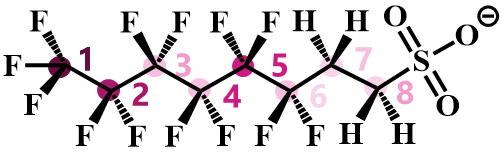 F F F F F H H O ⊖
O
F 1 3 5 7 S
F 2 4 6 8 O
F F F F F F H H